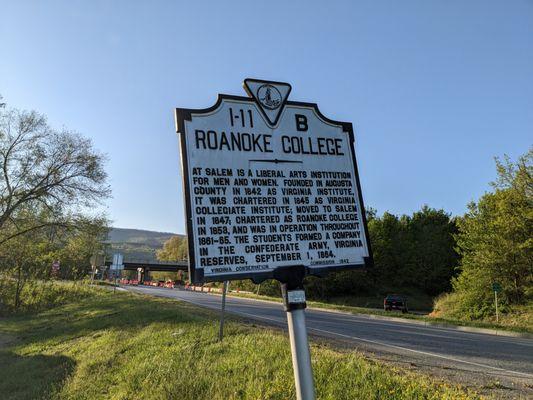 I-11 B
ROANOKE COLLEGE
AT SALEM IS A LIBERAL ARTS INSTITUTION
FOR MEN AND WOMEN. FOUNDED IN AUGUSTA
COUNTY IN 1842 AS VIRGINIA INSTITUTE,
IT WAS CHARTERED IN 1845 AS VIRGINIA
COLLEGIATE INSTITUTE; MOVED TO SALEM
IN 1847; CHARTERED AS ROANOKE COLLEGE
IN 1853, AND WAS IN OPERATION THROUGHOUT
1861-65. THE STUDENTS FORMED A COMPANY
IN THE CONFEDERATE ARMY, VIRGINIA
RESERVES, SEPTEMBER 1, 1864.
VIRGINIA CONSERVATION COMMISSION 1942